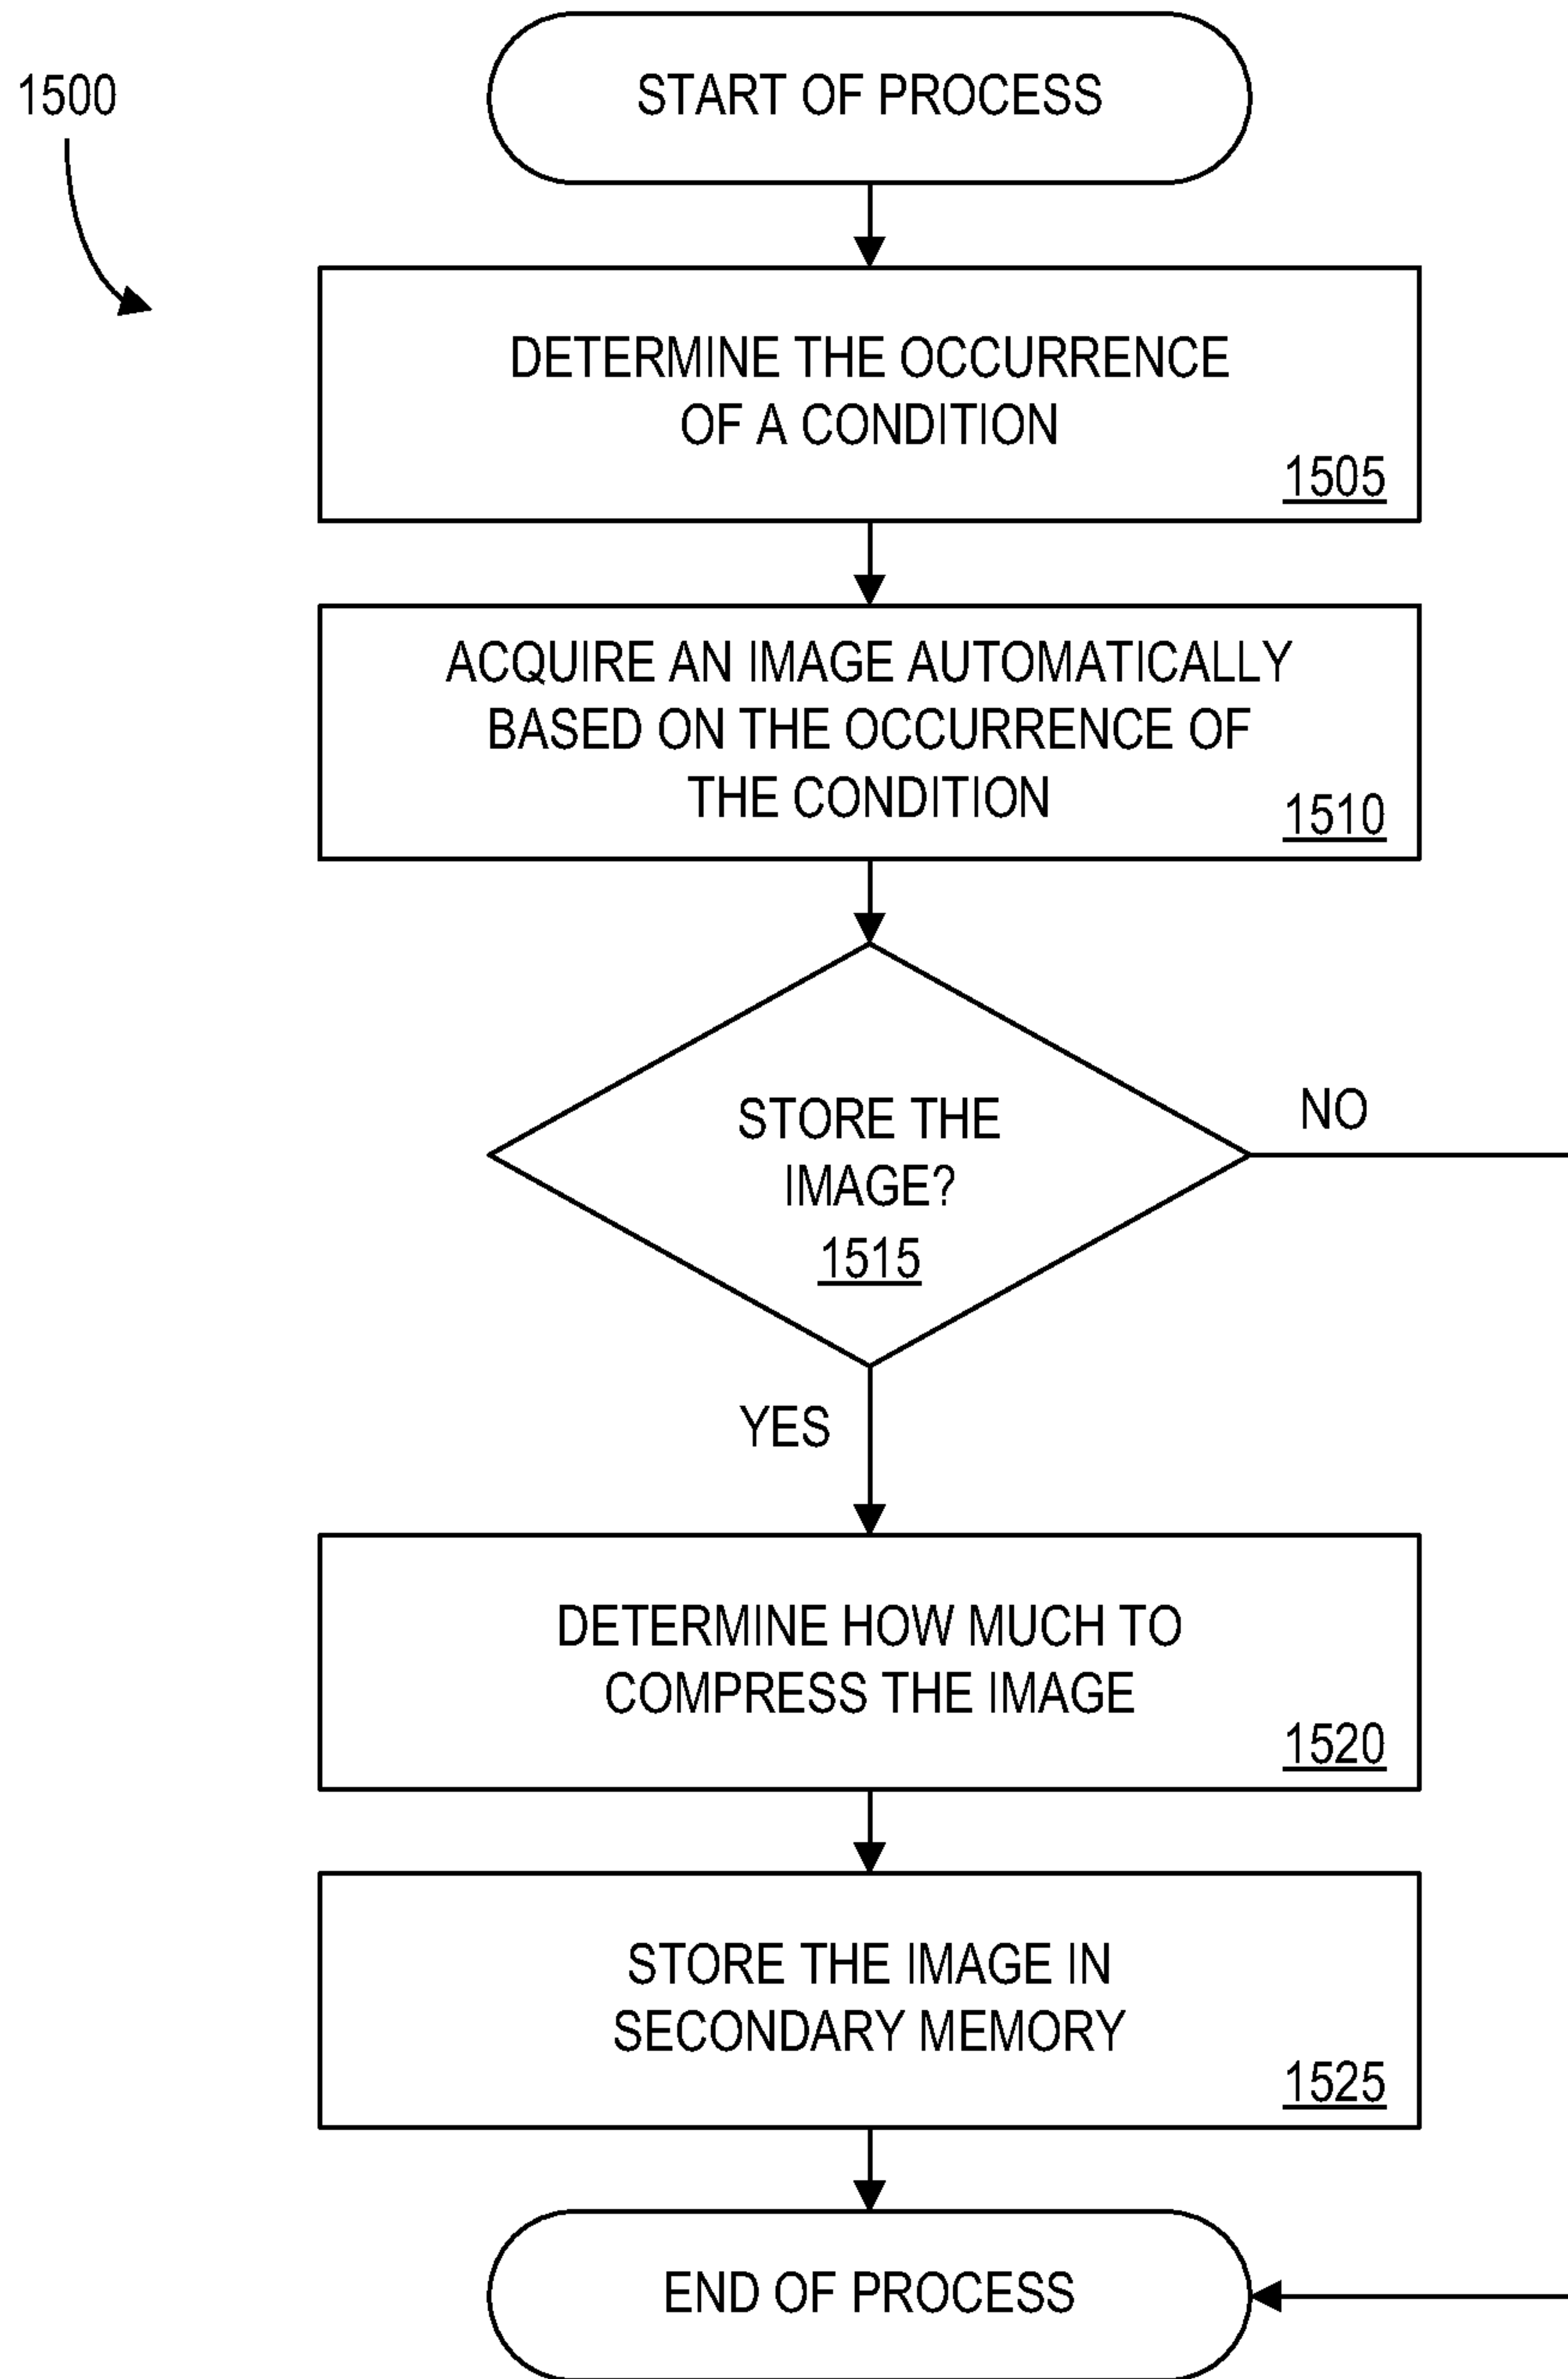 1500
START OF PROCESS
DETERMINE THE OCCURRENCE
OF A CONDITION
1505
ACQUIRE AN IMAGE AUTOMATICALLY
BASED ON THE OCCURRENCE OF
THE CONDITION
1510
STORE THE
IMAGE?
1515
NO
YES
DETERMINE HOW MUCH TO
COMPRESS THE IMAGE
1520
STORE THE IMAGE IN
SECONDARY MEMORY
1525
END OF PROCESS